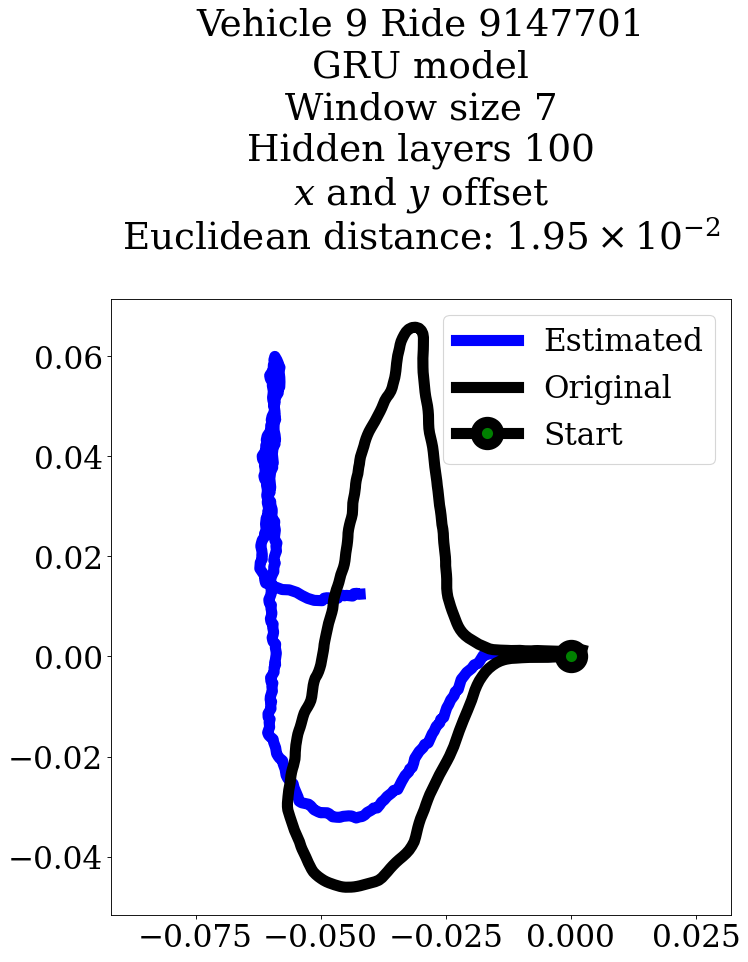 Vehicle 9 Ride 9147701
GRU model
Window size 7
Hidden layers 100
x and y offset
Euclidean distance: 1.95 × 10⁻²
Estimated
Original
Start
0.06
0.04
0.02
0.00
−0.02
−0.04
−0.075 −0.050 −0.025 0.000 0.025